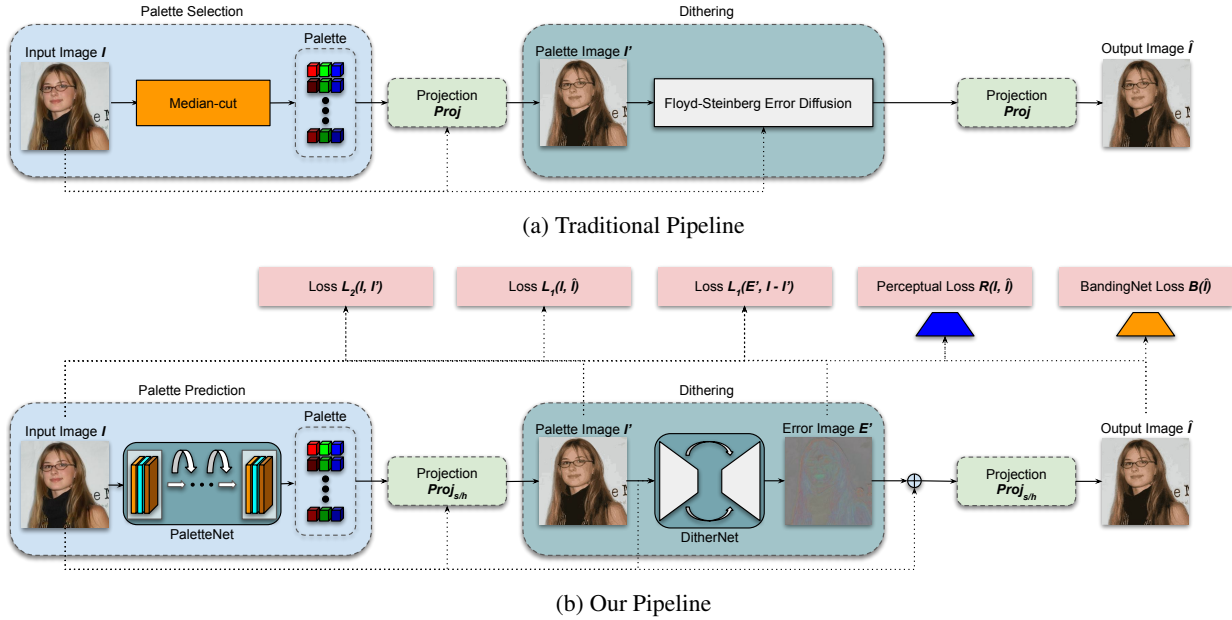 Palette Selection
Dithering
Input Image I
Palette
Palette Image I’
Output Image Î
Median-cut
Projection
Proj
Floyd-Steinberg Error Diffusion
Projection
Proj
(a) Traditional Pipeline
Loss L₂(I, I’)
Loss L₁(I, Î)
Loss L₁(E’, I - I’)
Perceptual Loss R(I, Î)
BandingNet Loss B(Î)
Palette Prediction
Dithering
Input Image I
Palette
Palette Image I’
Error Image E’
Output Image Î
Projection
Projs/h
Projection
Projs/h
PaletteNet
DitherNet
(b) Our Pipeline